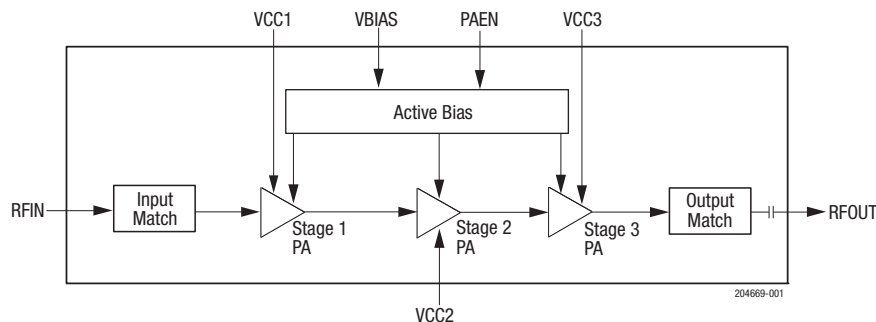 VCC1
VBIAS
PAEN
VCC3
Active Bias
RFIN
Input
Match
Stage 1
PA
Stage 2
PA
Stage 3
PA
Output
Match
RFOUT
204669-001
VCC2